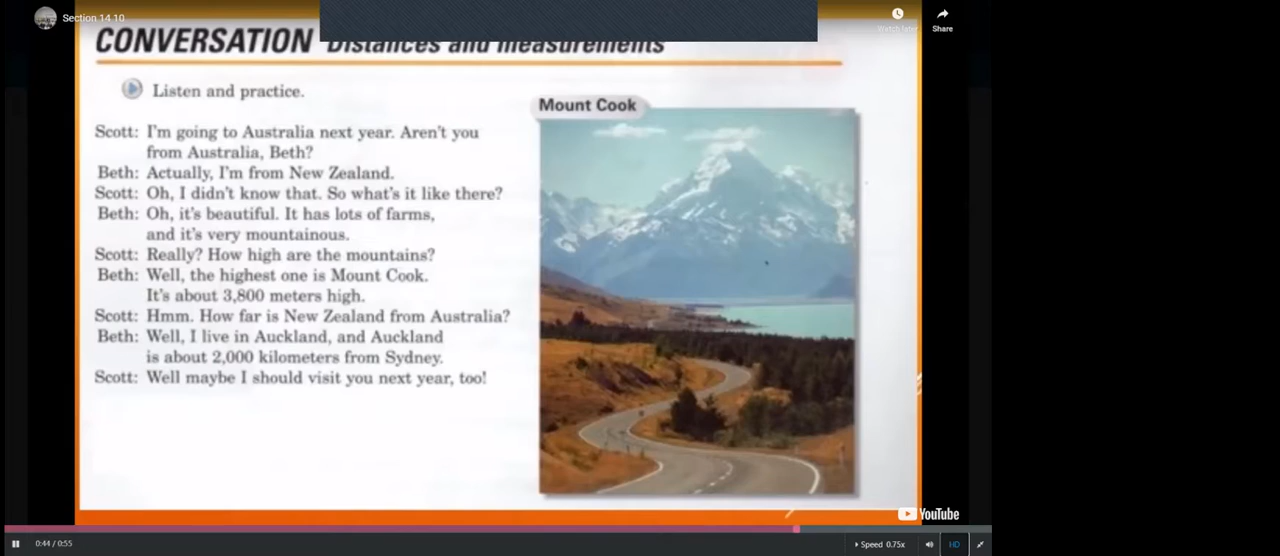 Section 14 10
Watch later
Share
CONVERSATION Distances and measurements
Listen and practice.
Mount Cook
Scott: I'm going to Australia next year. Aren't you
from Australia, Beth?
Beth: Actually, I'm from New Zealand.
Scott: Oh, I didn't know that. So what's it like there?
Beth: Oh, it's beautiful. It has lots of farms,
and it's very mountainous.
Scott: Really? How high are the mountains?
Beth: Well, the highest one is Mount Cook.
It's about 3,800 meters high.
Scott: Hmm. How far is New Zealand from Australia?
Beth: Well, I live in Auckland, and Auckland
is about 2,000 kilometers from Sydney.
Scott: Well maybe I should visit you next year, too!
YouTube
0:44 / 0:55
Speed 0.75x
HD